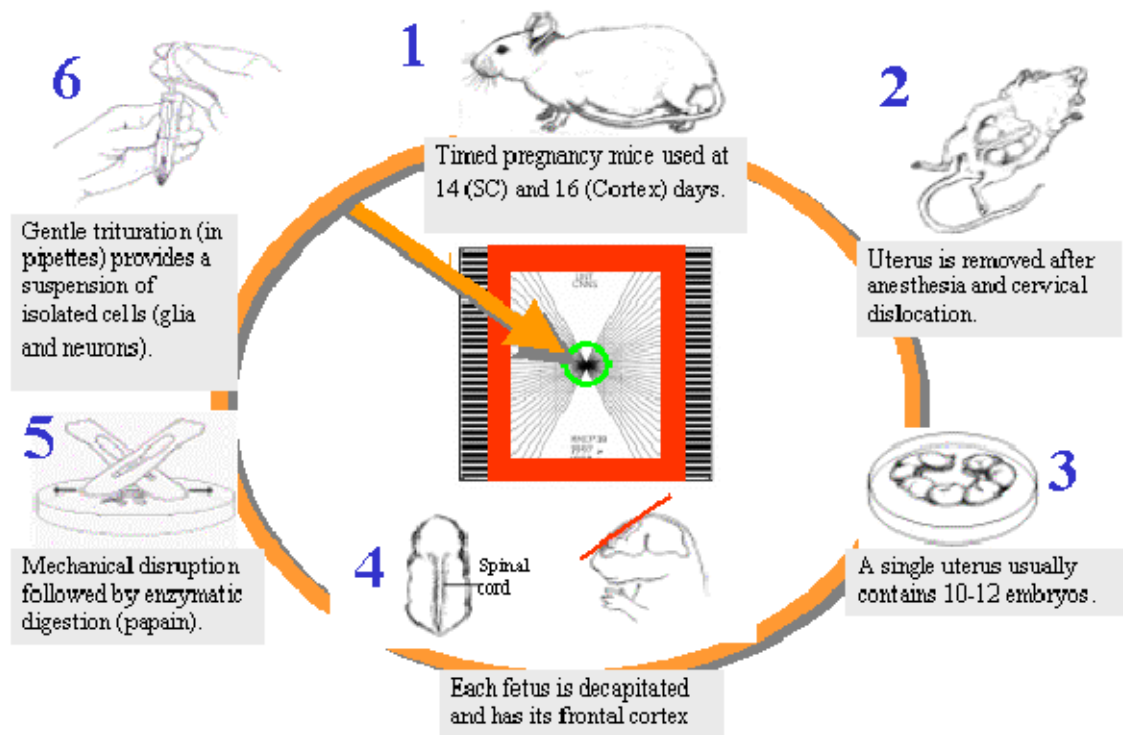 1
Timed pregnancy mice used at
14 (SC) and 16 (Cortex) days.
2
Uterus is removed after
anesthesia and cervical
dislocation.
3
A single uterus usually
contains 10-12 embryos.
4
Spinal
cord
Each fetus is decapitated
and has its frontal cortex
5
Mechanical disruption
followed by enzymatic
digestion (papain).
6
Gentle trituration (in
pipettes) provides a
suspension of
isolated cells (glia
and neurons).